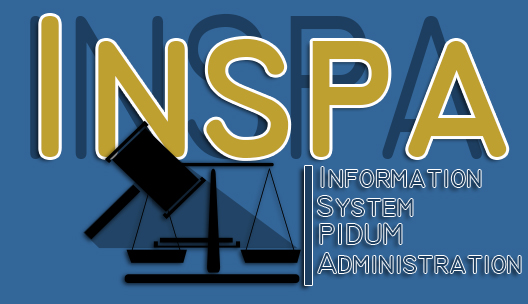 INSPA
INFORMATION
SYSTEM
PIDUM
ADMINISTRATION